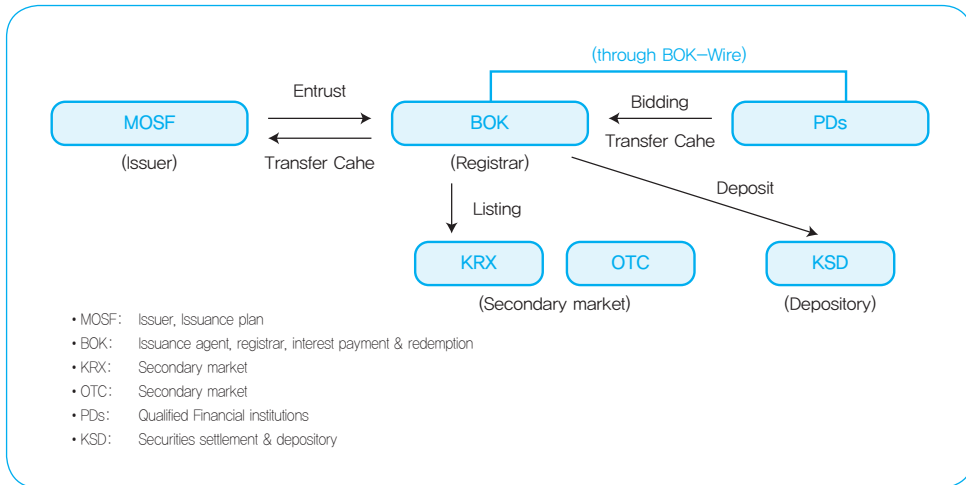 (through BOK-Wire)
Entrust
Bidding
MOSF
BOK
PDs
(Issuer)
Transfer Cahe
(Registrar)
Transfer Cahe
Deposit
Listing
KRX
OTC
KSD
(Secondary market)
(Depository)
• MOSF: Issuer, Issuance plan
• BOK: Issuance agent, registrar, interest payment & redemption
• KRX: Secondary market
• OTC: Secondary market
• PDs: Qualified Financial institutions
• KSD: Securities settlement & depository